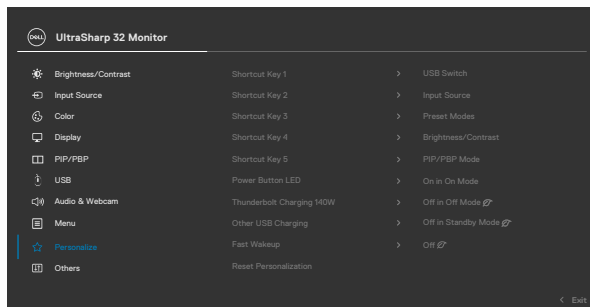 DELL UltraSharp 32 Monitor
Brightness/Contrast Shortcut Key 1 > USB Switch
Input Source Shortcut Key 2 > Input Source
Color Shortcut Key 3 > Preset Modes
Display Shortcut Key 4 > Brightness/Contrast
PIP/PBP Shortcut Key 5 > PIP/PBP Mode
USB Power Button LED > On in On Mode
Audio & Webcam Thunderbolt Charging 140W > Off in Off Mode
Menu Other USB Charging > Off in Standby Mode
Personalize Fast Wakeup > Off
Others Reset Personalization
< Exit